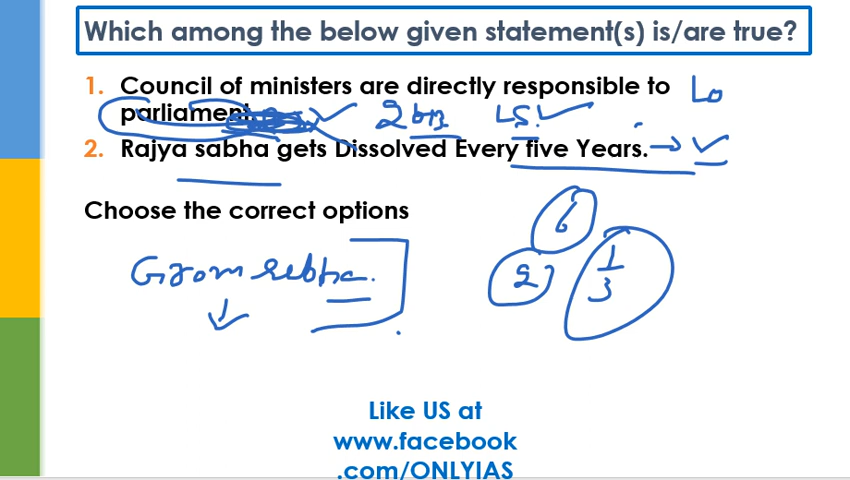 Which among the below given statement(s) is/are true?
1. Council of ministers are directly responsible to Lo
parliament. 2 LS.
2. Rajya sabha gets Dissolved Every five Years.
Choose the correct options
6
2 1/3
Gram sabha.
Like US at
www.facebook
.com/ONLYIAS